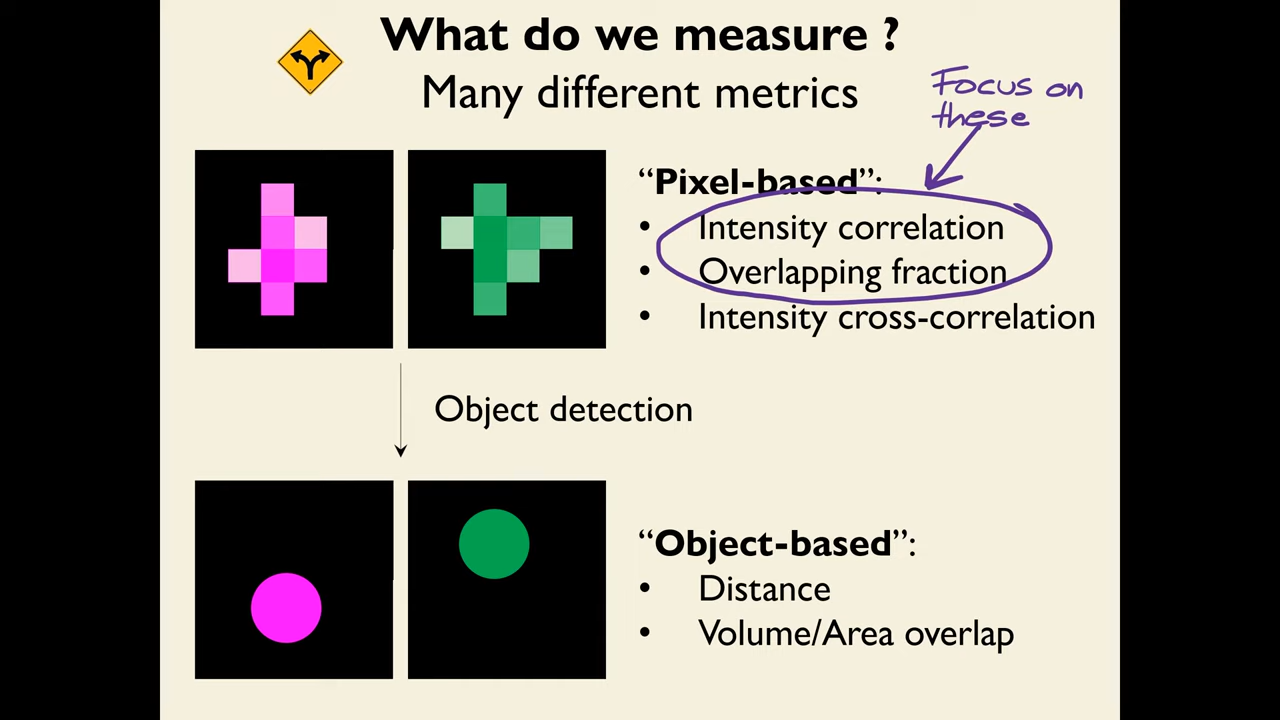 What do we measure ?
Many different metrics
Focus on
these
“Pixel-based”:
• Intensity correlation
• Overlapping fraction
• Intensity cross-correlation
Object detection
“Object-based”:
• Distance
• Volume/Area overlap